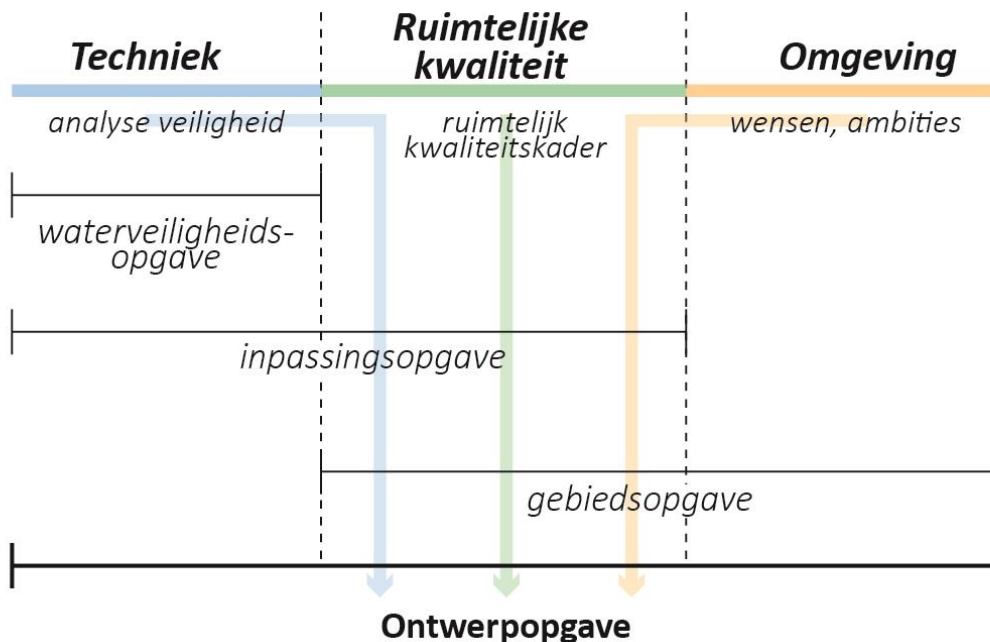 Techniek
Ruimtelijke
kwaliteit
Omgeving
analyse veiligheid
ruimtelijk
kwaliteitskader
wensen, ambities
waterveiligheids-
opgave
inpassingsopgave
gebiedsopgave
Ontwerpopgave